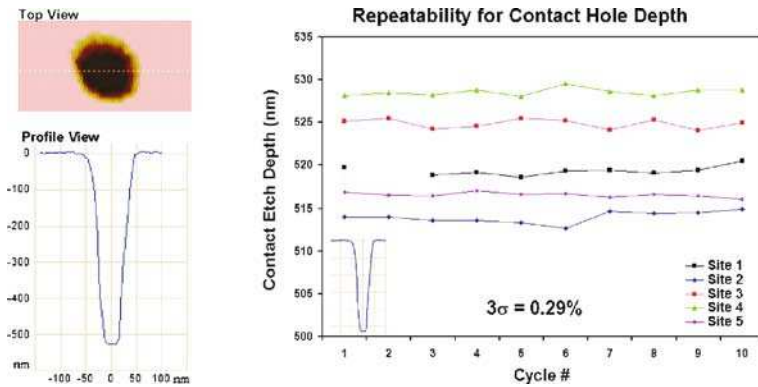 Top View
Profile View
0
-100
-200
-300
-400
-500
nm
-100 -50 0 50 100 nm
Repeatability for Contact Hole Depth
Contact Etch Depth (nm)
535
530
525
520
515
510
505
500
3σ = 0.29%
Site 1
Site 2
Site 3
Site 4
Site 5
1 2 3 4 5 6 7 8 9 10
Cycle #